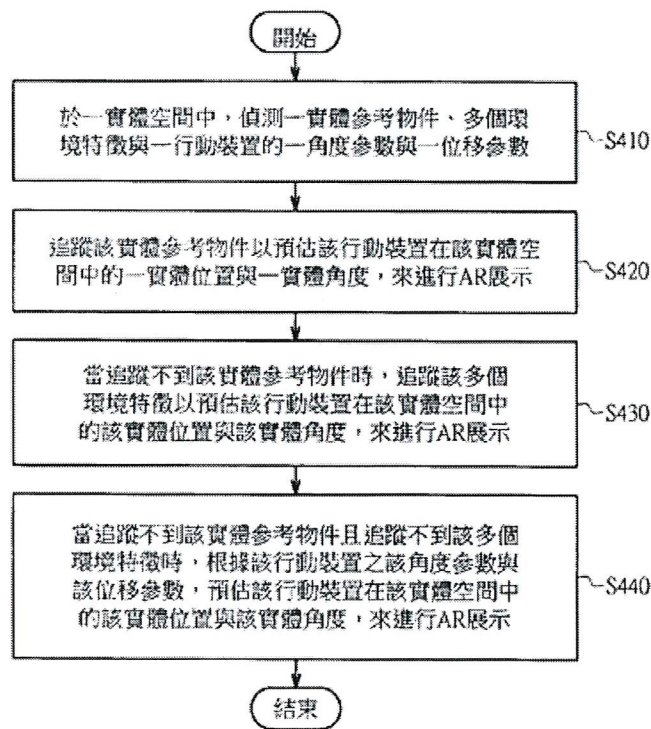 開始
於一實體空間中，偵測一實體參考物件、多個環
境特徵與一行動裝置的一角度參數與一位移參數
S410
追蹤該實體參考物件以預估該行動裝置在該實體空
間中的一實體位置與一實體角度，來進行AR展示
S420
當追蹤不到該實體參考物件時，追蹤該多個
環境特徵以預估該行動裝置在該實體空間中
的該實體位置與該實體角度，來進行AR展示
S430
當追蹤不到該實體參考物件且追蹤不到該多個
環境特徵時，根據該行動裝置之該角度參數與
該位移參數，預估該行動裝置在該實體空間中
的該實體位置與該實體角度，來進行AR展示
S440
結束